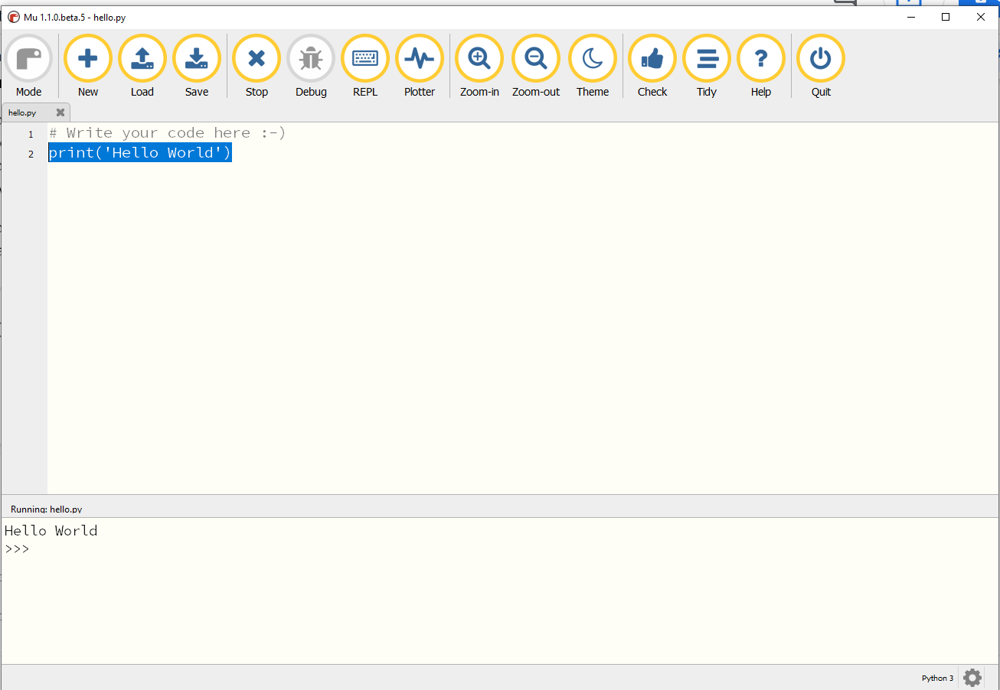 Mu 1.1.0.beta.5 - hello.py
Mode New Load Save Stop Debug REPL Plotter Zoom-in Zoom-out Theme Check Tidy Help Quit
hello.py
1 # Write your code here :-)
2 print('Hello World')
Running: hello.py
Hello World
>>>
Python 3